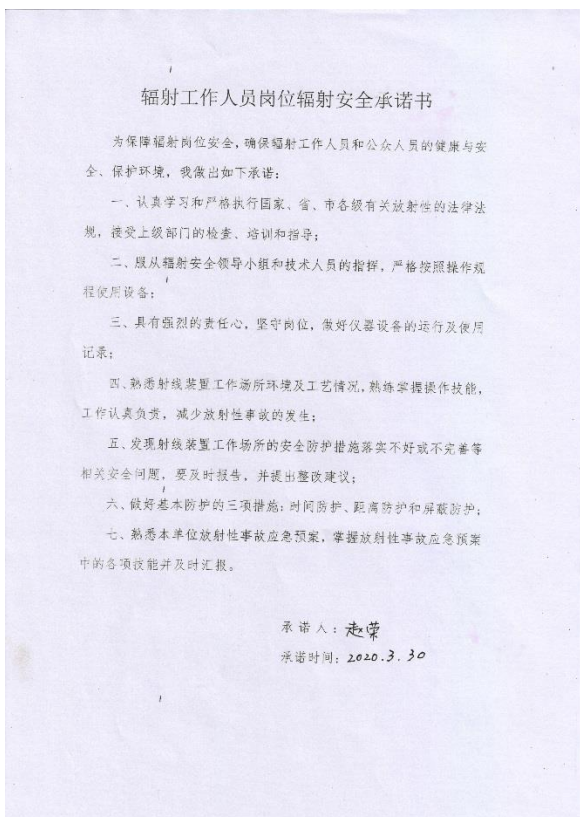 辐射工作人员岗位辐射安全承诺书
为保障辐射岗位安全，确保辐射工作人员和公众人员的健康与安
全、保护环境，我做出如下承诺：
一、认真学习和严格执行国家、省、市各级有关放射性的法律法
规，接受上级部门的检查、培训和指导；
二、服从辐射安全领导小组和技术人员的指挥，严格按照操作规
程使用设备；
三、具有强烈的责任心，坚守岗位，做好仪器设备的运行及使用
记录；
四、熟悉射线装置工作场所环境及工艺情况，熟练掌握操作技能，
工作认真负责，减少放射性事故的发生；
五、发现射线装置工作场所的安全防护措施落实不好或不完善等
相关安全问题，要及时报告，并提出整改建议；
六、做好基本防护的三项措施：时间防护、距离防护和屏蔽防护；
七、熟悉本单位放射性事故应急预案，掌握放射性事故应急预案
中的各项技能并及时汇报。
承诺人：赵荣
承诺时间：2020.3.30